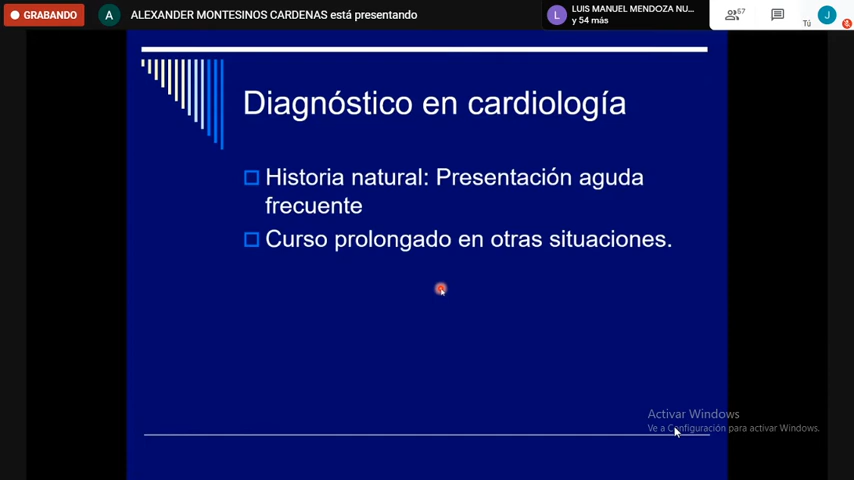 GRABANDO
A
ALEXANDER MONTESINOS CARDENAS está presentando
L
LUIS MANUEL MENDOZA NU...
y 54 más
57
Tú
J
Diagnóstico en cardiología
Historia natural: Presentación aguda
frecuente
Curso prolongado en otras situaciones.
Activar Windows
Ve a Configuración para activar Windows.